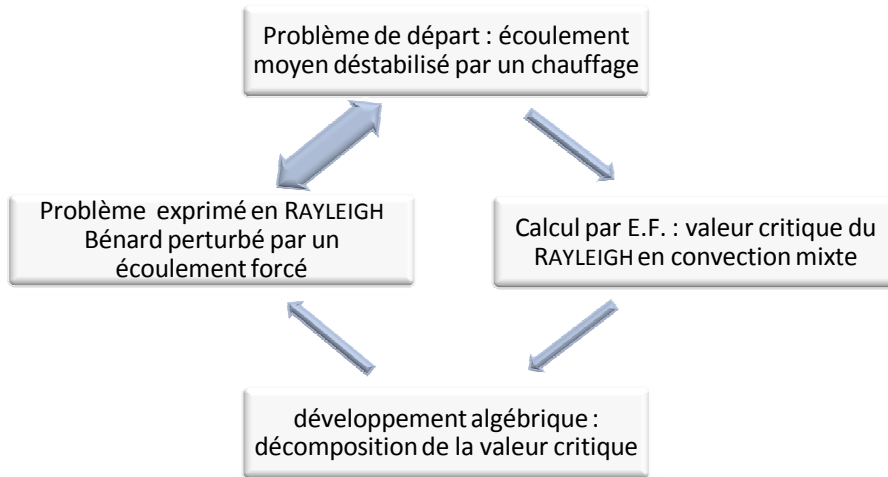 Problème de départ : écoulement
moyen déstabilisé par un chauffage
Problème exprimé en RAYLEIGH
Bénard perturbé par un
écoulement forcé
Calcul par E.F. : valeur critique du
RAYLEIGH en convection mixte
développement algébrique :
décomposition de la valeur critique